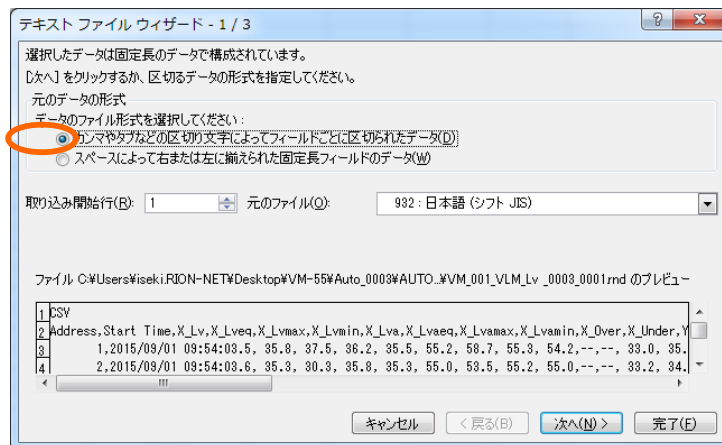 テキスト ファイル ウィザード - 1 / 3
選択したデータは固定長のデータで構成されています。
[次へ] をクリックするか、区切るデータの形式を指定してください。
元のデータの形式
データのファイル形式を選択してください:
カンマやタブなどの区切り文字によってフィールドごとに区切られたデータ(D)
スペースによって右または左に揃えられた固定長フィールドのデータ(W)
取り込み開始行(R): 1 元のファイル(O): 932 : 日本語 (シフト JIS)
ファイル C:¥Users¥iseki.RION-NET¥Desktop¥VM-55¥Auto_0003¥AUTO...¥VM_001_VLM_Lv _0003_0001.rnd のプレビュー
1 CSV
2 Address,Start Time,X_Lv,X_Lveq,X_Lvmax,X_Lvmin,X_Lva,X_Lvaeq,X_Lvamax,X_Lvamin,X_Over,X_Under,Y
3 1,2015/09/01 09:54:03.5, 35.8, 37.5, 36.2, 35.5, 55.2, 58.7, 55.3, 54.2,--,--, 33.0, 35.
4 2,2015/09/01 09:54:03.6, 35.3, 30.3, 35.8, 35.3, 55.0, 53.5, 55.2, 55.0,--,--, 33.2, 34.
キャンセル < 戻る(B) 次へ(N) > 完了(F)